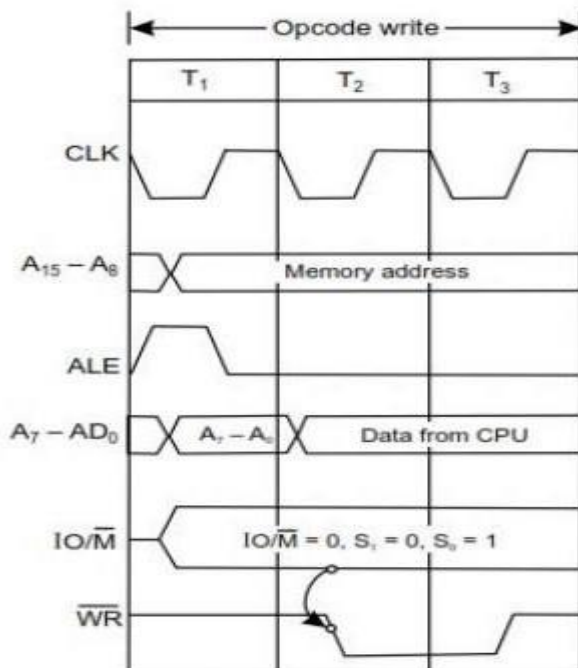 Opcode write
T₁ T₂ T₃
CLK
A₁₅ – A₈ Memory address
ALE
A₇ – AD₀ A₇ – A₀ Data from CPU
IO/M̅ IO/M̅ = 0, S₁ = 0, S₀ = 1
W̅R̅